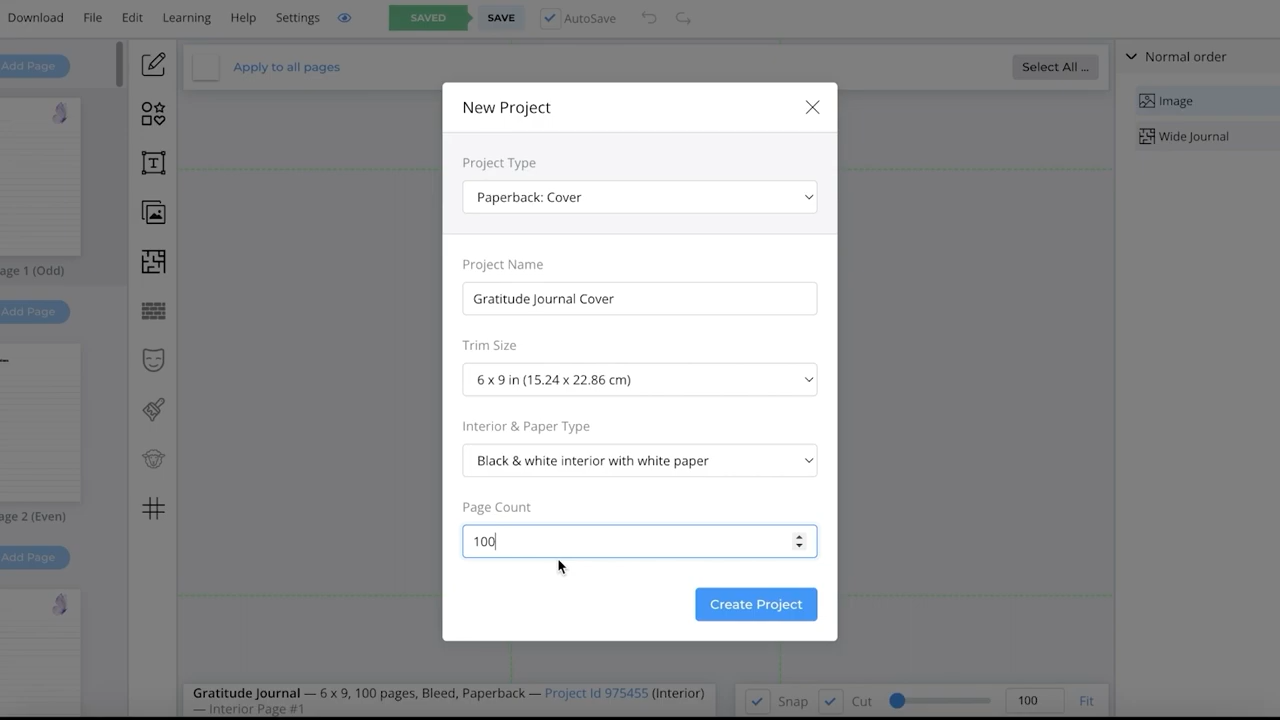 Download File Edit Learning Help Settings SAVED SAVE AutoSave
Add Page
age 1 (Odd)
Add Page
age 2 (Even)
Add Page
Apply to all pages
Select All ...
Normal order
Image
Wide Journal
New Project
Project Type
Paperback: Cover
Project Name
Gratitude Journal Cover
Trim Size
6 x 9 in (15.24 x 22.86 cm)
Interior & Paper Type
Black & white interior with white paper
Page Count
100
Create Project
Gratitude Journal — 6 x 9, 100 pages, Bleed, Paperback — Project Id 975455 (Interior)
— Interior Page #1
Snap Cut 100 Fit